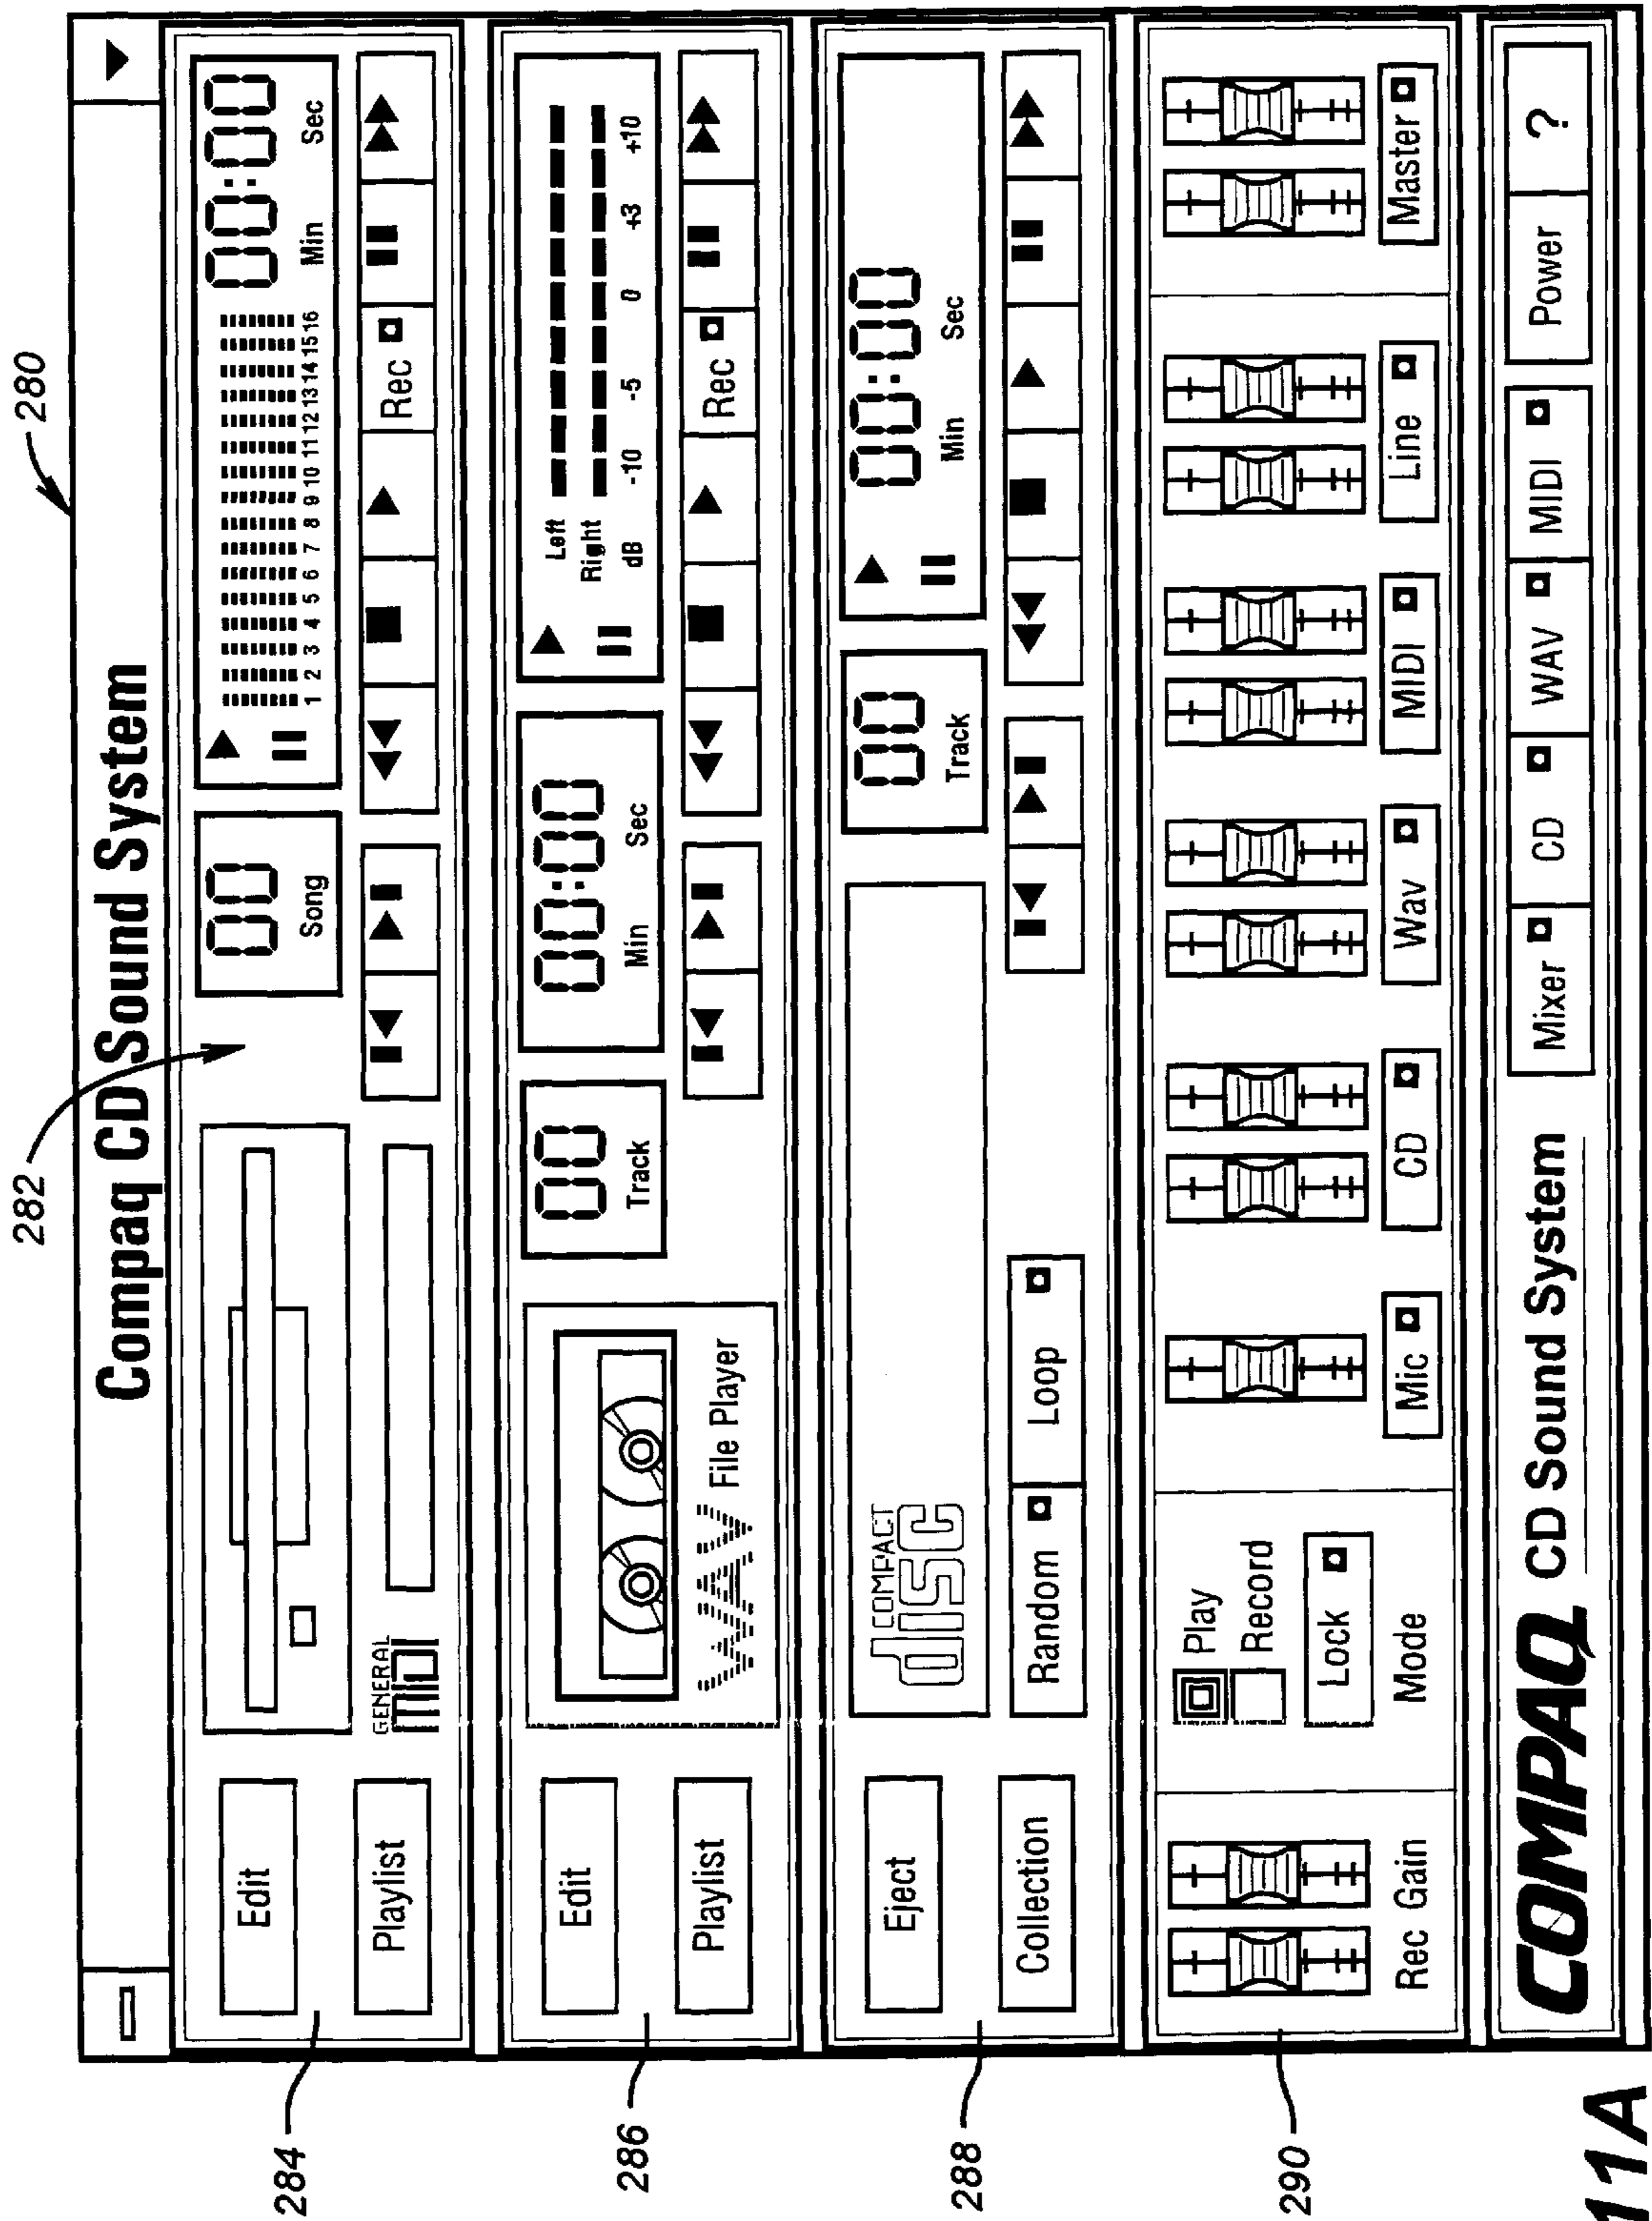 280
282
Compaq CD Sound System
284
Edit
Playlist
GENERAL
MIDI
00
Song
1 2 3 4 5 6 7 8 9 10 11 12 13 14 15 16
00:00
Min Sec
Rec
286
Edit
Playlist
WAV File Player
00
Track
00:00
Min Sec
Left
Right
dB -10 -5 0 +3 +10
Rec
288
Eject
Collection
COMPACT
disc
Random
Loop
00
Track
00:00
Min Sec
290
Rec Gain
Play
Record
Lock
Mode
Mic
CD
Wav
MIDI
Line
Master
COMPAQ CD Sound System
Mixer
CD
WAV
MIDI
Power
?
11A